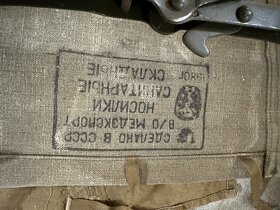 СДЕЛАНО В СССР
В/О МЕДЭКСПОРТ
НОСИЛКИ
САНИТАРНЫЕ
СКЛАДНЫЕ